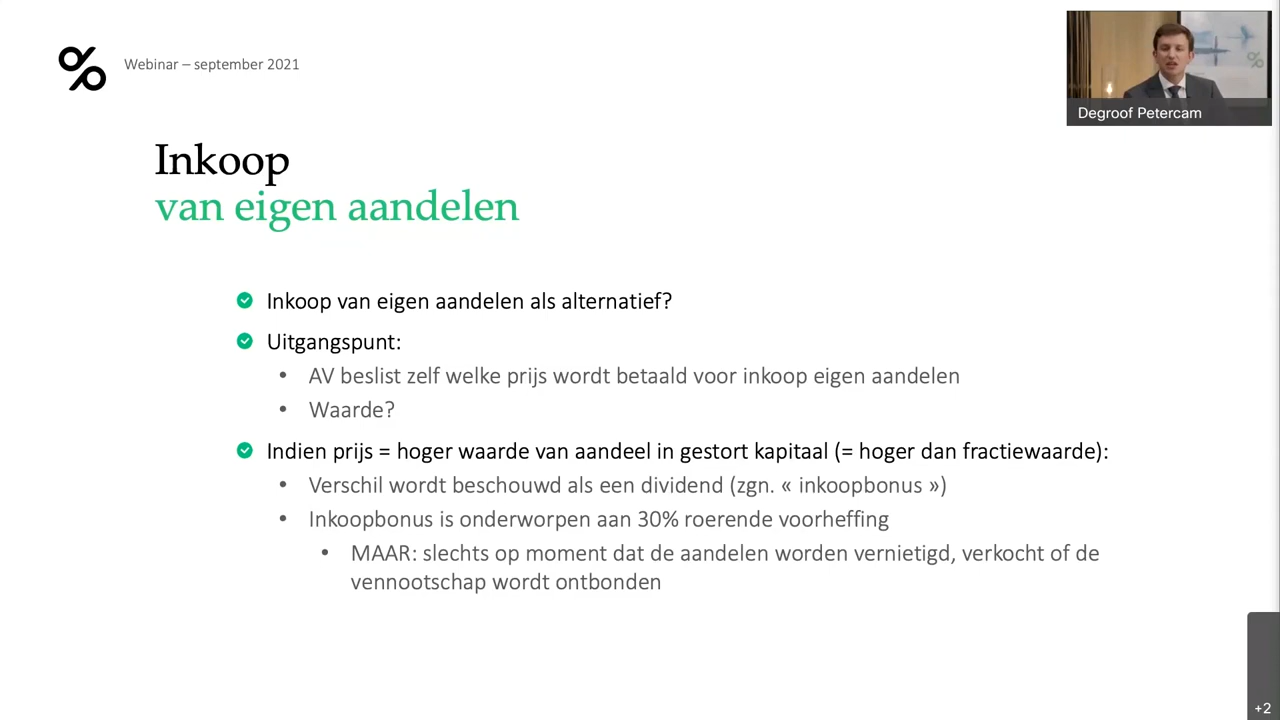 Webinar – september 2021
Degroof Petercam
Inkoop
van eigen aandelen
Inkoop van eigen aandelen als alternatief?
Uitgangspunt:
• AV beslist zelf welke prijs wordt betaald voor inkoop eigen aandelen
• Waarde?
Indien prijs = hoger waarde van aandeel in gestort kapitaal (= hoger dan fractiewaarde):
• Verschil wordt beschouwd als een dividend (zgn. « inkoopbonus »)
• Inkoopbonus is onderworpen aan 30% roerende voorheffing
• MAAR: slechts op moment dat de aandelen worden vernietigd, verkocht of de
vennootschap wordt ontbonden
+2